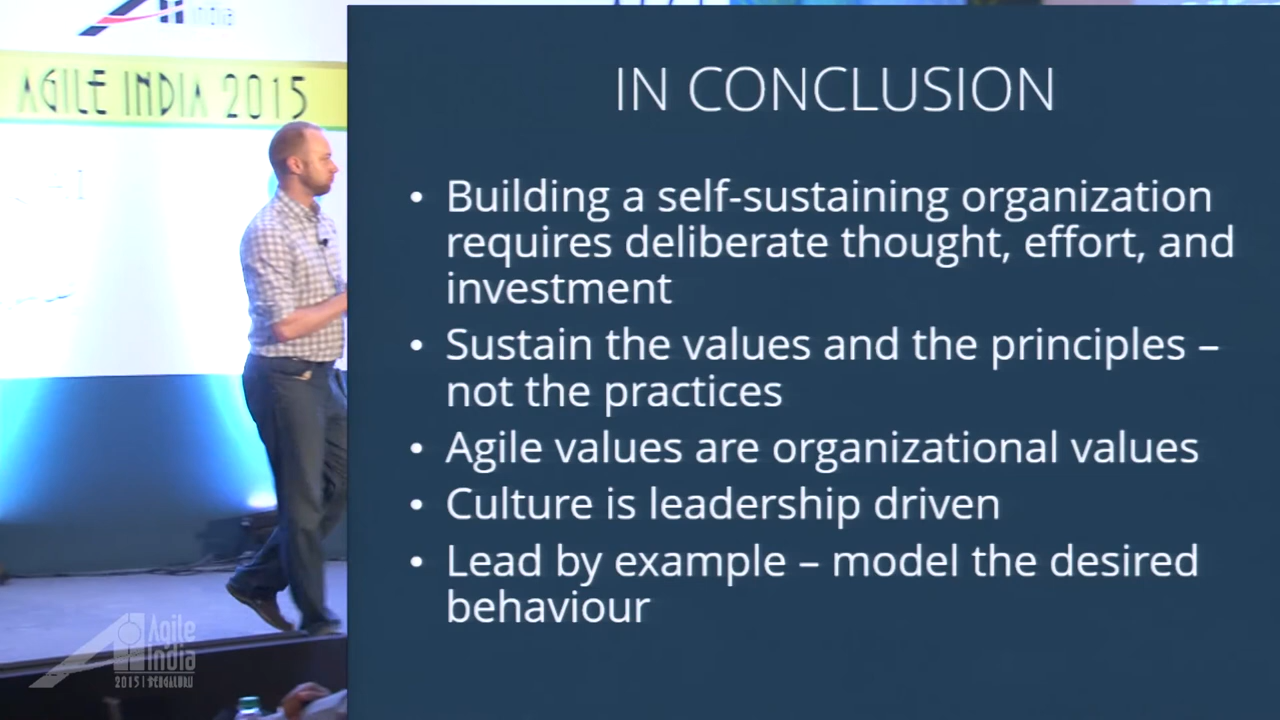 india
AGILE INDIA 2015
IN CONCLUSION
• Building a self-sustaining organization
requires deliberate thought, effort, and
investment
• Sustain the values and the principles –
not the practices
• Agile values are organizational values
• Culture is leadership driven
• Lead by example – model the desired
behaviour
Agile
India
2015 | BENGALURU